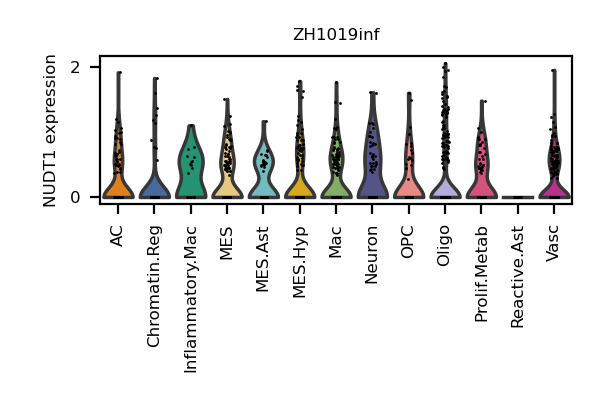 ZH1019inf
NUDT1 expression
2
0
AC
Chromatin.Reg
Inflammatory.Mac
MES
MES.Ast
MES.Hyp
Mac
Neuron
OPC
Oligo
Prolif.Metab
Reactive.Ast
Vasc